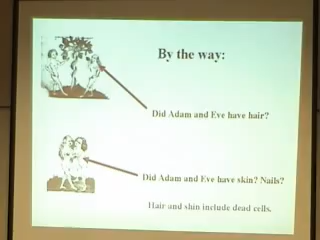 By the way:
Did Adam and Eve have hair?
Did Adam and Eve have skin? Nails?
Hair and skin include dead cells.